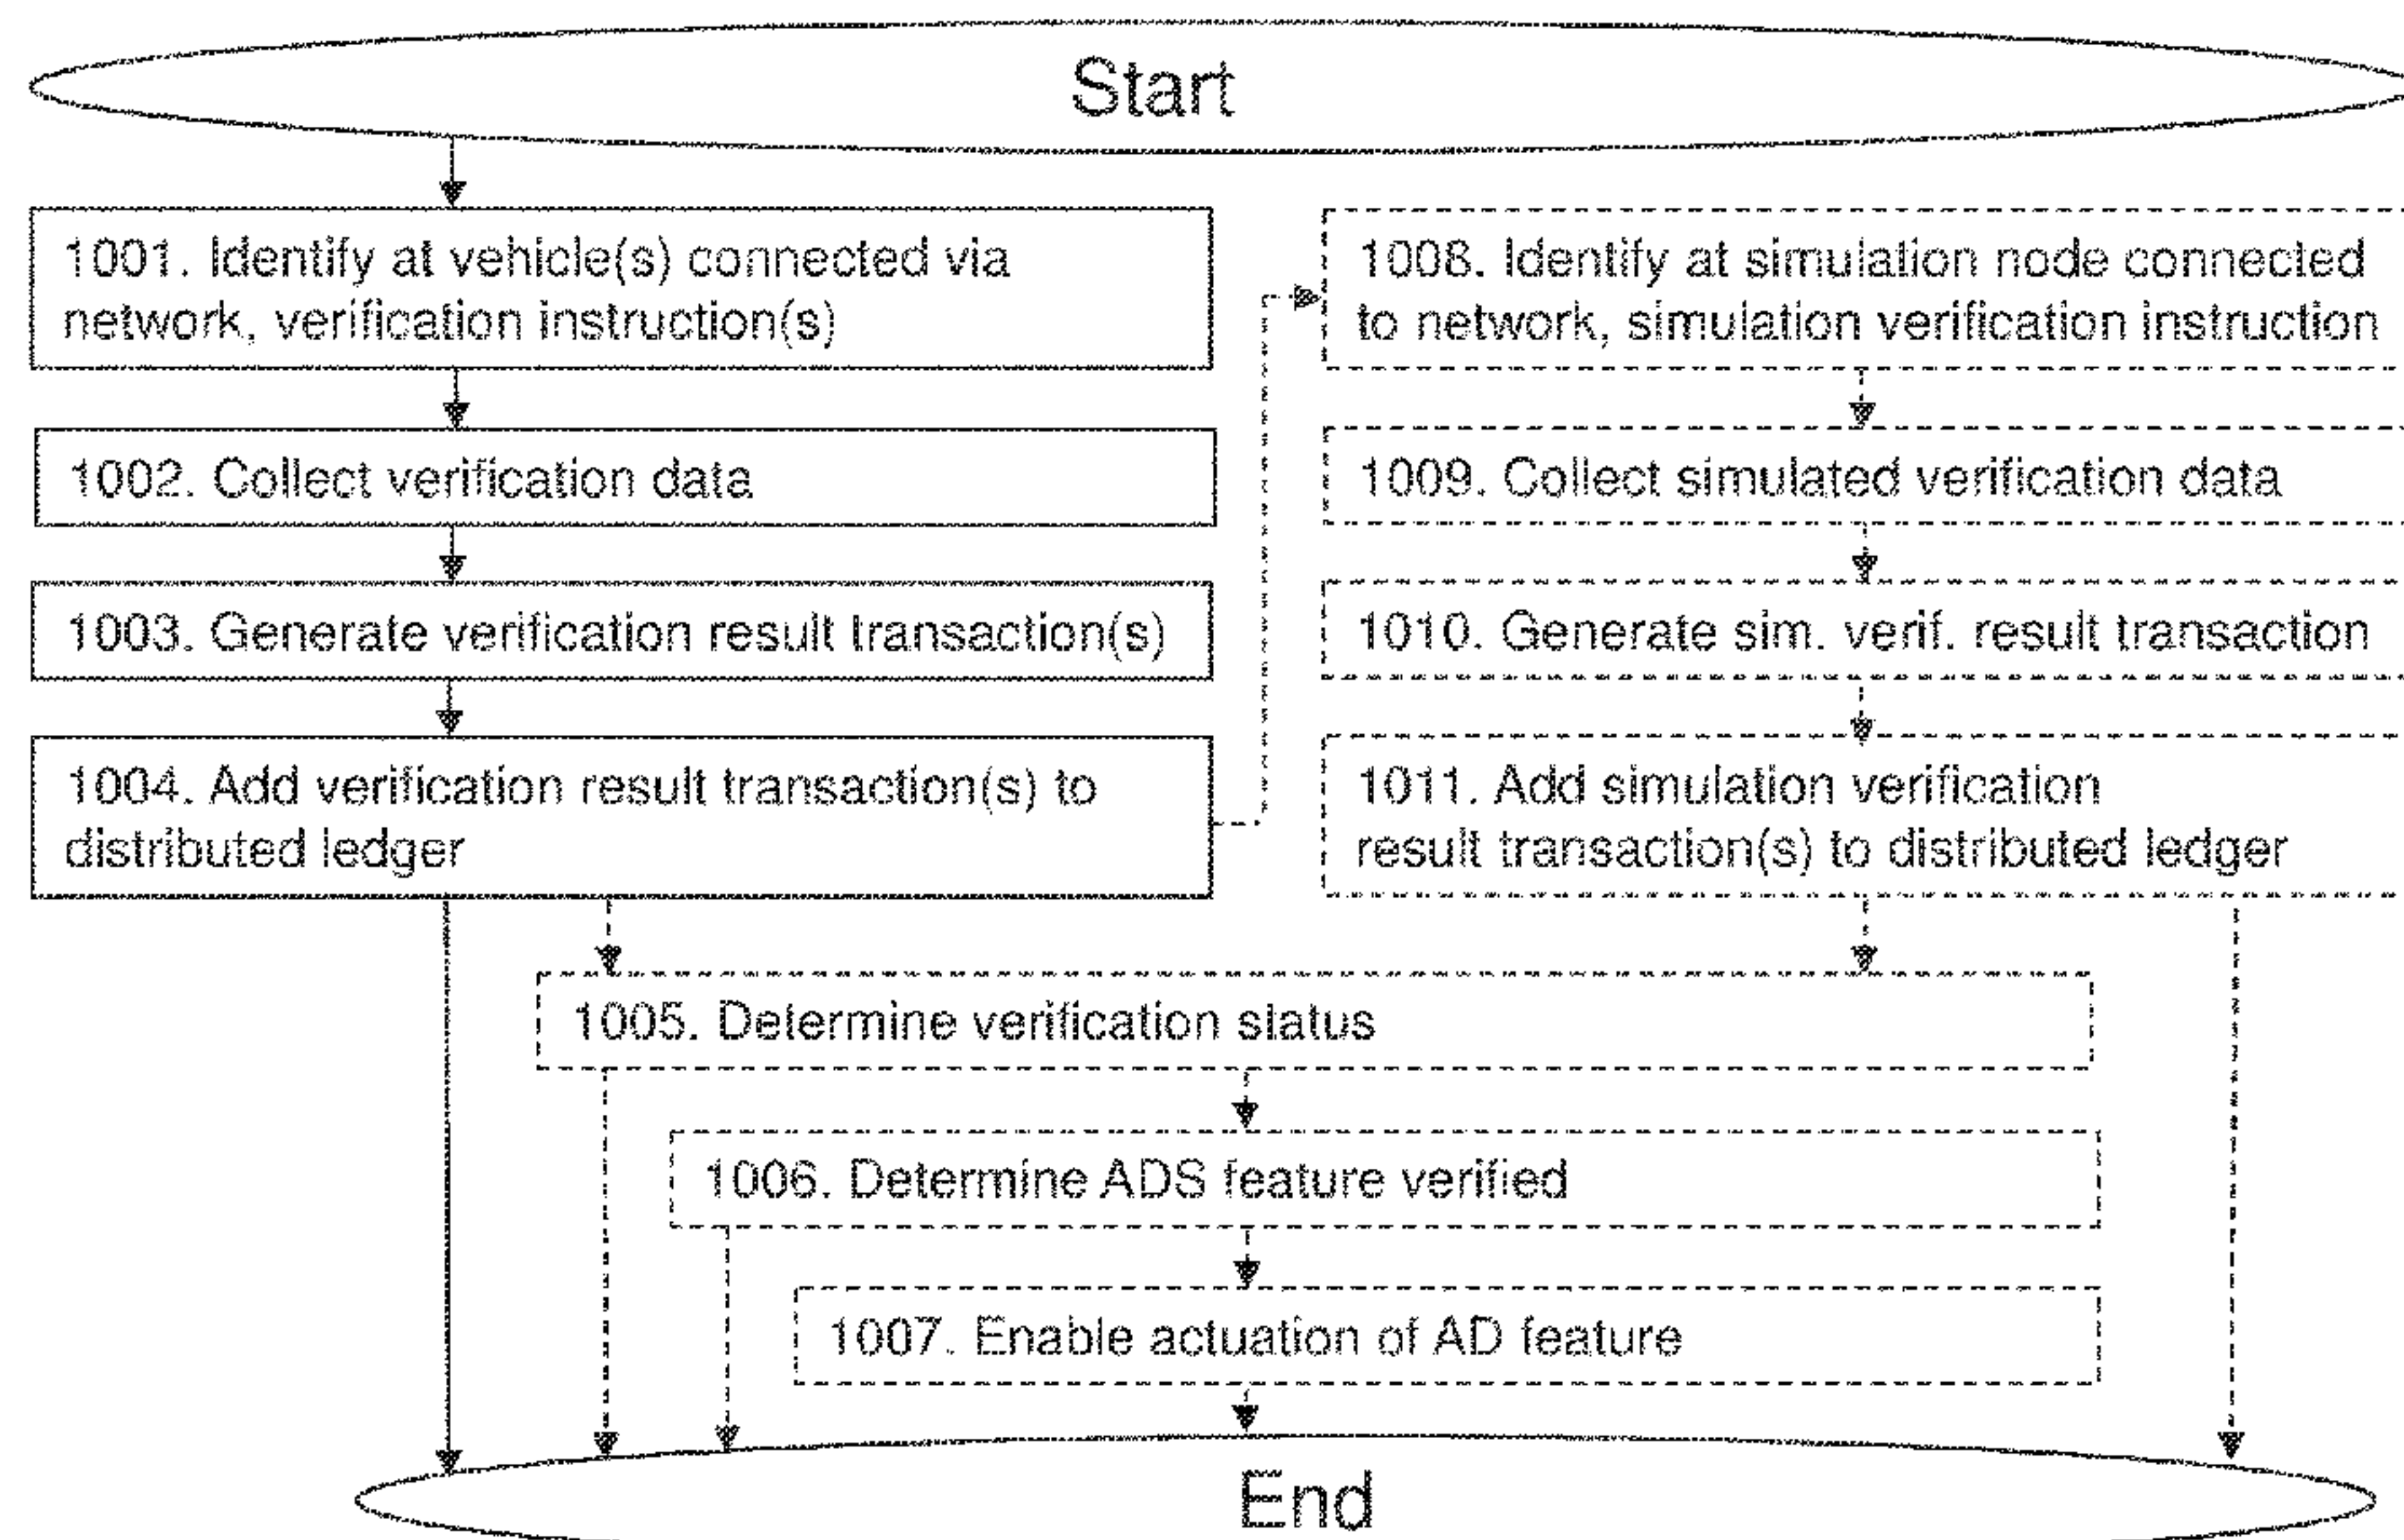 Start
1001. Identify at vehicle(s) connected via
network, verification instruction(s)
1002. Collect verification data
1003. Generate verification result transaction(s)
1004. Add verification result transaction(s) to
distributed ledger
1008. Identify at simulation node connected
to network, simulation verification instruction
1009. Collect simulated verification data
1010. Generate sim. verif. result transaction
1011. Add simulation verification
result transaction(s) to distributed ledger
1005. Determine verification status
1006. Determine ADS feature verified
1007. Enable actuation of AD feature
End